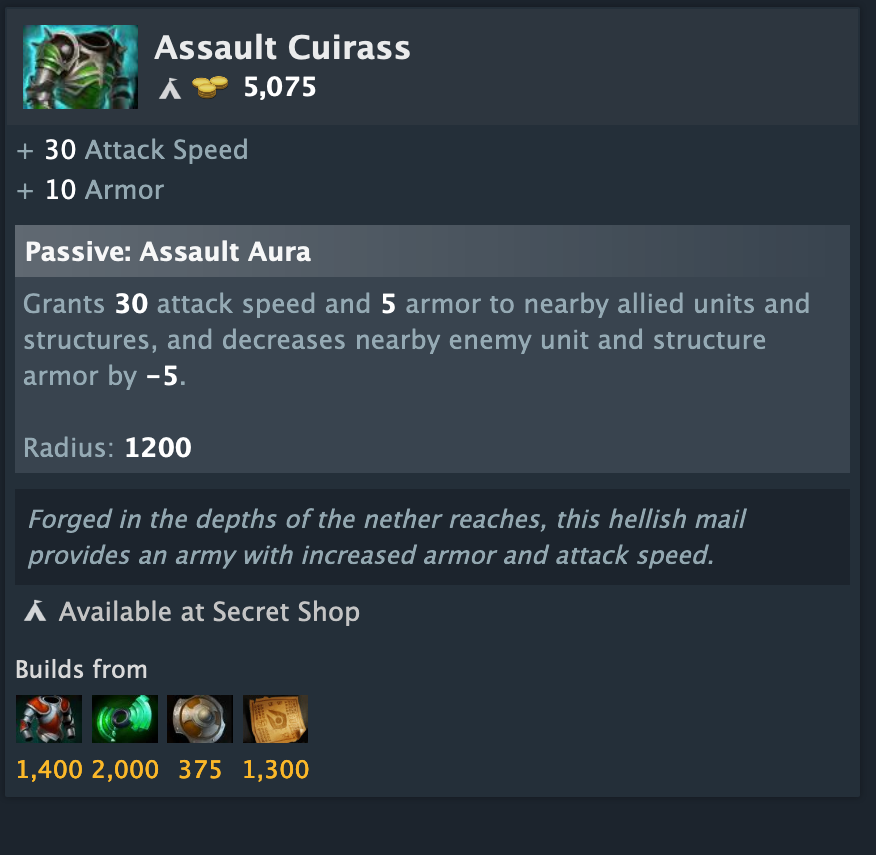 Assault Cuirass
5,075
+ 30 Attack Speed
+ 10 Armor
Passive: Assault Aura
Grants 30 attack speed and 5 armor to nearby allied units and
structures, and decreases nearby enemy unit and structure
armor by -5.
Radius: 1200
Forged in the depths of the nether reaches, this hellish mail
provides an army with increased armor and attack speed.
Available at Secret Shop
Builds from
1,400 2,000 375 1,300